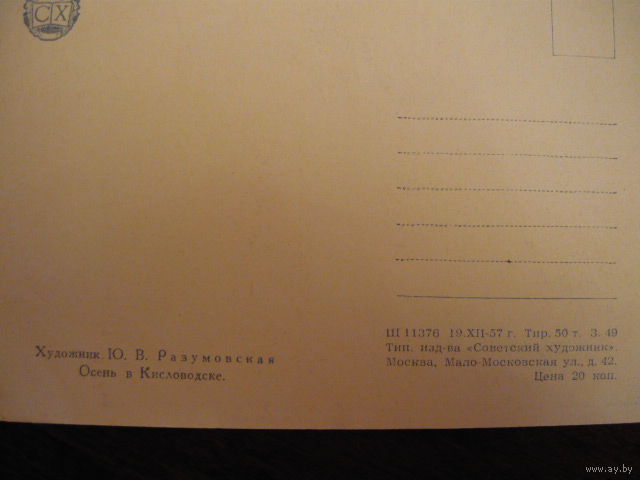 СХ
Художник Ю. В. Разумовская
Осень в Кисловодске.
Ш 11376 19.XII-57 г. Тир. 50 т. З. 49
Тип. изд-ва «Советский художник».
Москва, Мало-Московская ул., д. 42.
Цена 20 коп.
www.ay.by